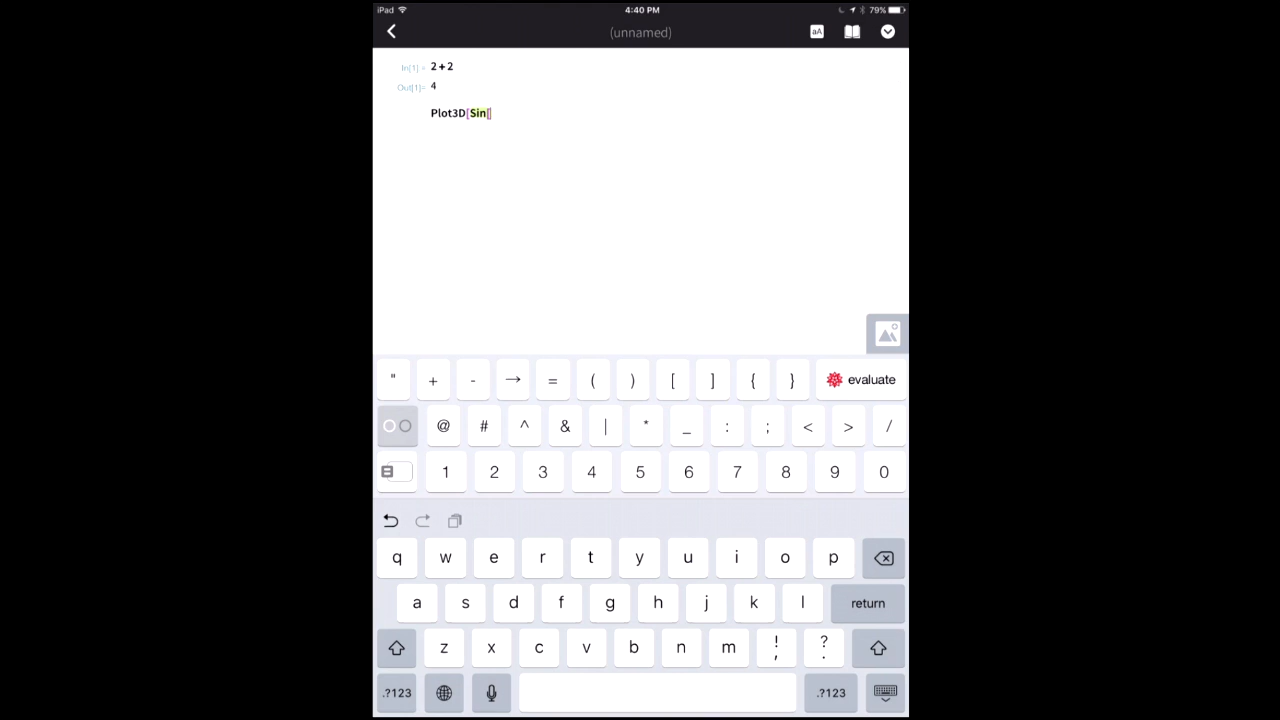 iPad 4:40 PM 79%
(unnamed)
aA
In[1] = 2 + 2
Out[1]= 4
Plot3D[Sin[
" + - → = ( ) [ ] { } evaluate
@ # ^ & | * _ : ; < > /
1 2 3 4 5 6 7 8 9 0
q w e r t y u i o p
a s d f g h j k l return
z x c v b n m ! , ? .
.?123 .?123